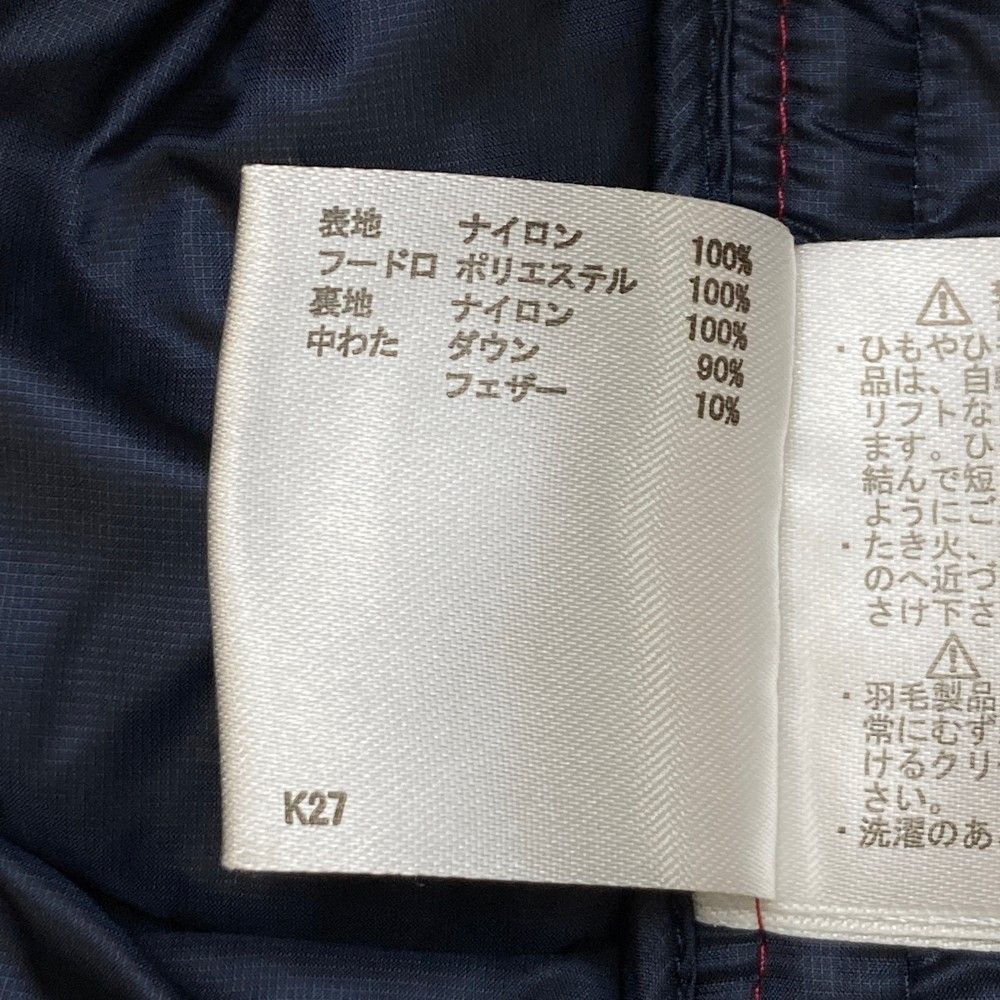 表地 ナイロン 100%
フードロ ポリエステル 100%
裏地 ナイロン 100%
中わた ダウン 90%
フェザー 10%
K27
・ひもやひ
品は、自
リフトな
ます。ひ
結んで短
ようにご
・たき火、
のへ近づ
さけ下さ
・羽毛製品
常にむず
けるクリ
さい。
・洗濯のあ